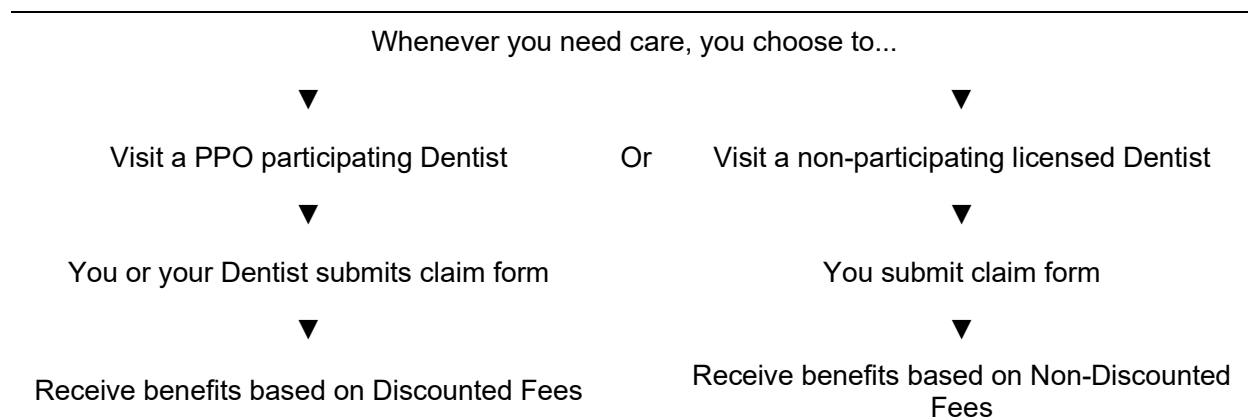 Whenever you need care, you choose to...
▼ ▼
Visit a PPO participating Dentist Or Visit a non-participating licensed Dentist
▼ ▼
You or your Dentist submits claim form You submit claim form
▼ ▼
Receive benefits based on Discounted Fees Receive benefits based on Non-Discounted
Fees